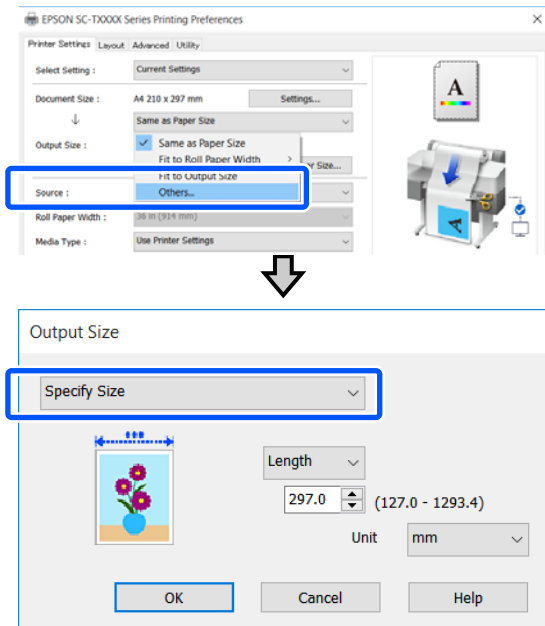 EPSON SC-TXXXX Series Printing Preferences
Printer Settings Layout Advanced Utility
Select Setting : Current Settings
Document Size : A4 210 x 297 mm Settings...
Same as Paper Size
Output Size : Same as Paper Size
Fit to Roll Paper Width
er Size...
Fit to Output Size
Source : Others...
Roll Paper Width : 36 in (914 mm)
Media Type : Use Printer Settings
A
A
Output Size
Specify Size
Length
297.0 (127.0 - 1293.4)
Unit mm
OK Cancel Help